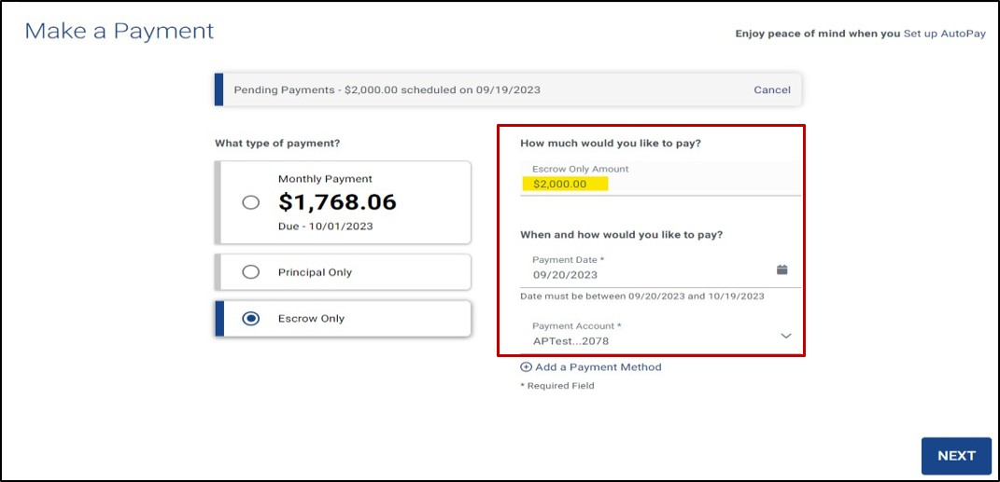 Make a Payment
Enjoy peace of mind when you Set up AutoPay
Pending Payments - $2,000.00 scheduled on 09/19/2023
Cancel
What type of payment?
Monthly Payment
$1,768.06
Due - 10/01/2023
Principal Only
Escrow Only
How much would you like to pay?
Escrow Only Amount
$2,000.00
When and how would you like to pay?
Payment Date *
09/20/2023
Date must be between 09/20/2023 and 10/19/2023
Payment Account *
APTest...2078
Add a Payment Method
* Required Field
NEXT